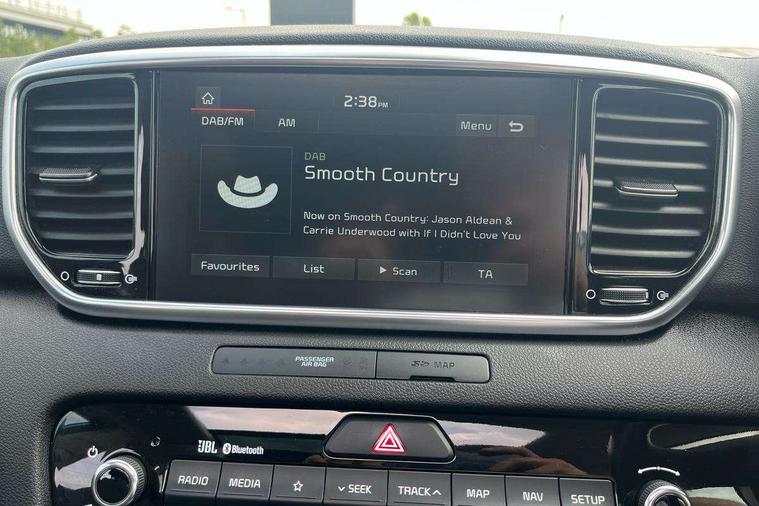 2:38PM
DAB/FM
AM
Menu
DAB
Smooth Country
Now on Smooth Country: Jason Aldean &
Carrie Underwood with If I Didn't Love You
Favourites
List
Scan
TA
PASSENGER
AIR BAG
MAP
JBL
Bluetooth
RADIO
MEDIA
SEEK
TRACK
MAP
NAV
SETUP